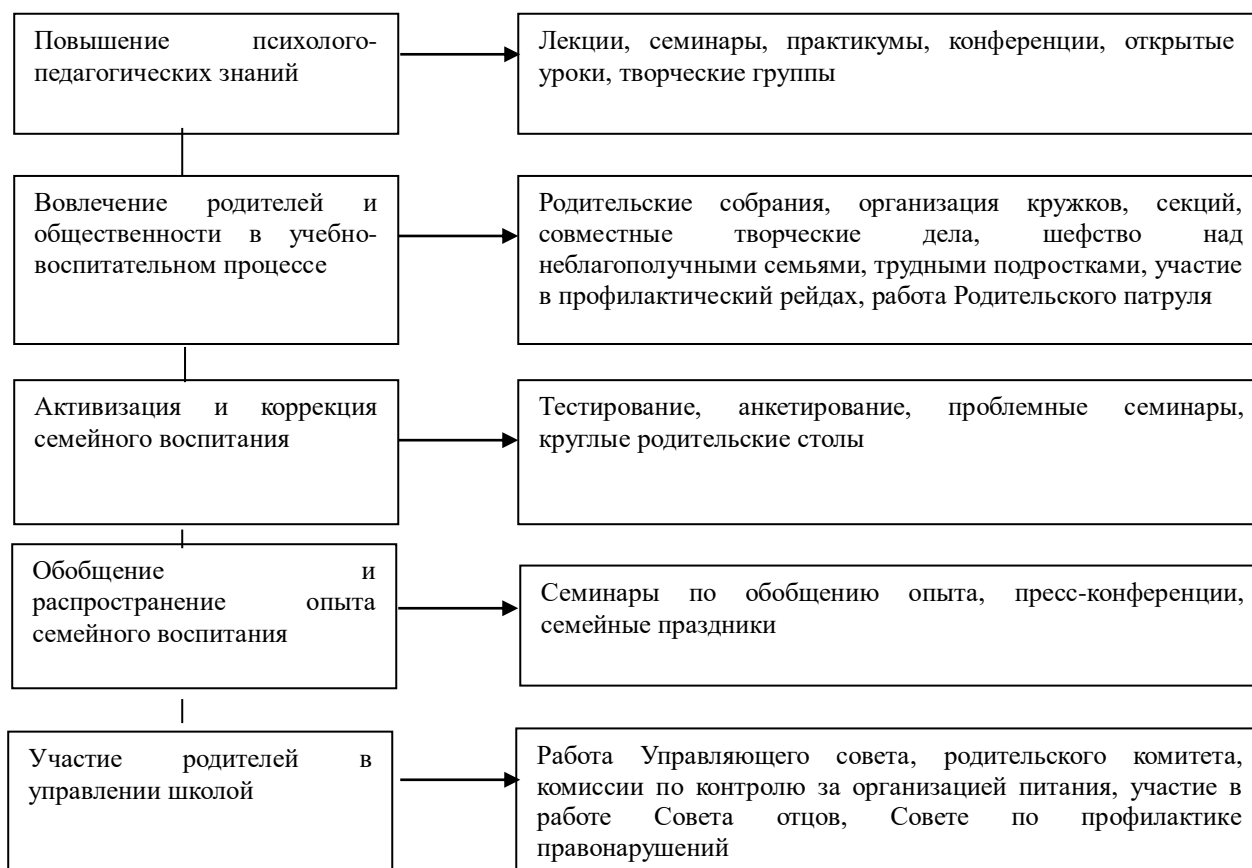 Повышение психолого-
педагогических знаний
Лекции, семинары, практикумы, конференции, открытые
уроки, творческие группы
Вовлечение родителей и
общественности в учебно-
воспитательном процессе
Родительские собрания, организация кружков, секций,
совместные творческие дела, шефство над
неблагополучными семьями, трудными подростками, участие
в профилактический рейдах, работа Родительского патруля
Активизация и коррекция
семейного воспитания
Тестирование, анкетирование, проблемные семинары,
круглые родительские столы
Обобщение и
распространение опыта
семейного воспитания
Семинары по обобщению опыта, пресс-конференции,
семейные праздники
Участие родителей в
управлении школой
Работа Управляющего совета, родительского комитета,
комиссии по контролю за организацией питания, участие в
работе Совета отцов, Совете по профилактике
правонарушений